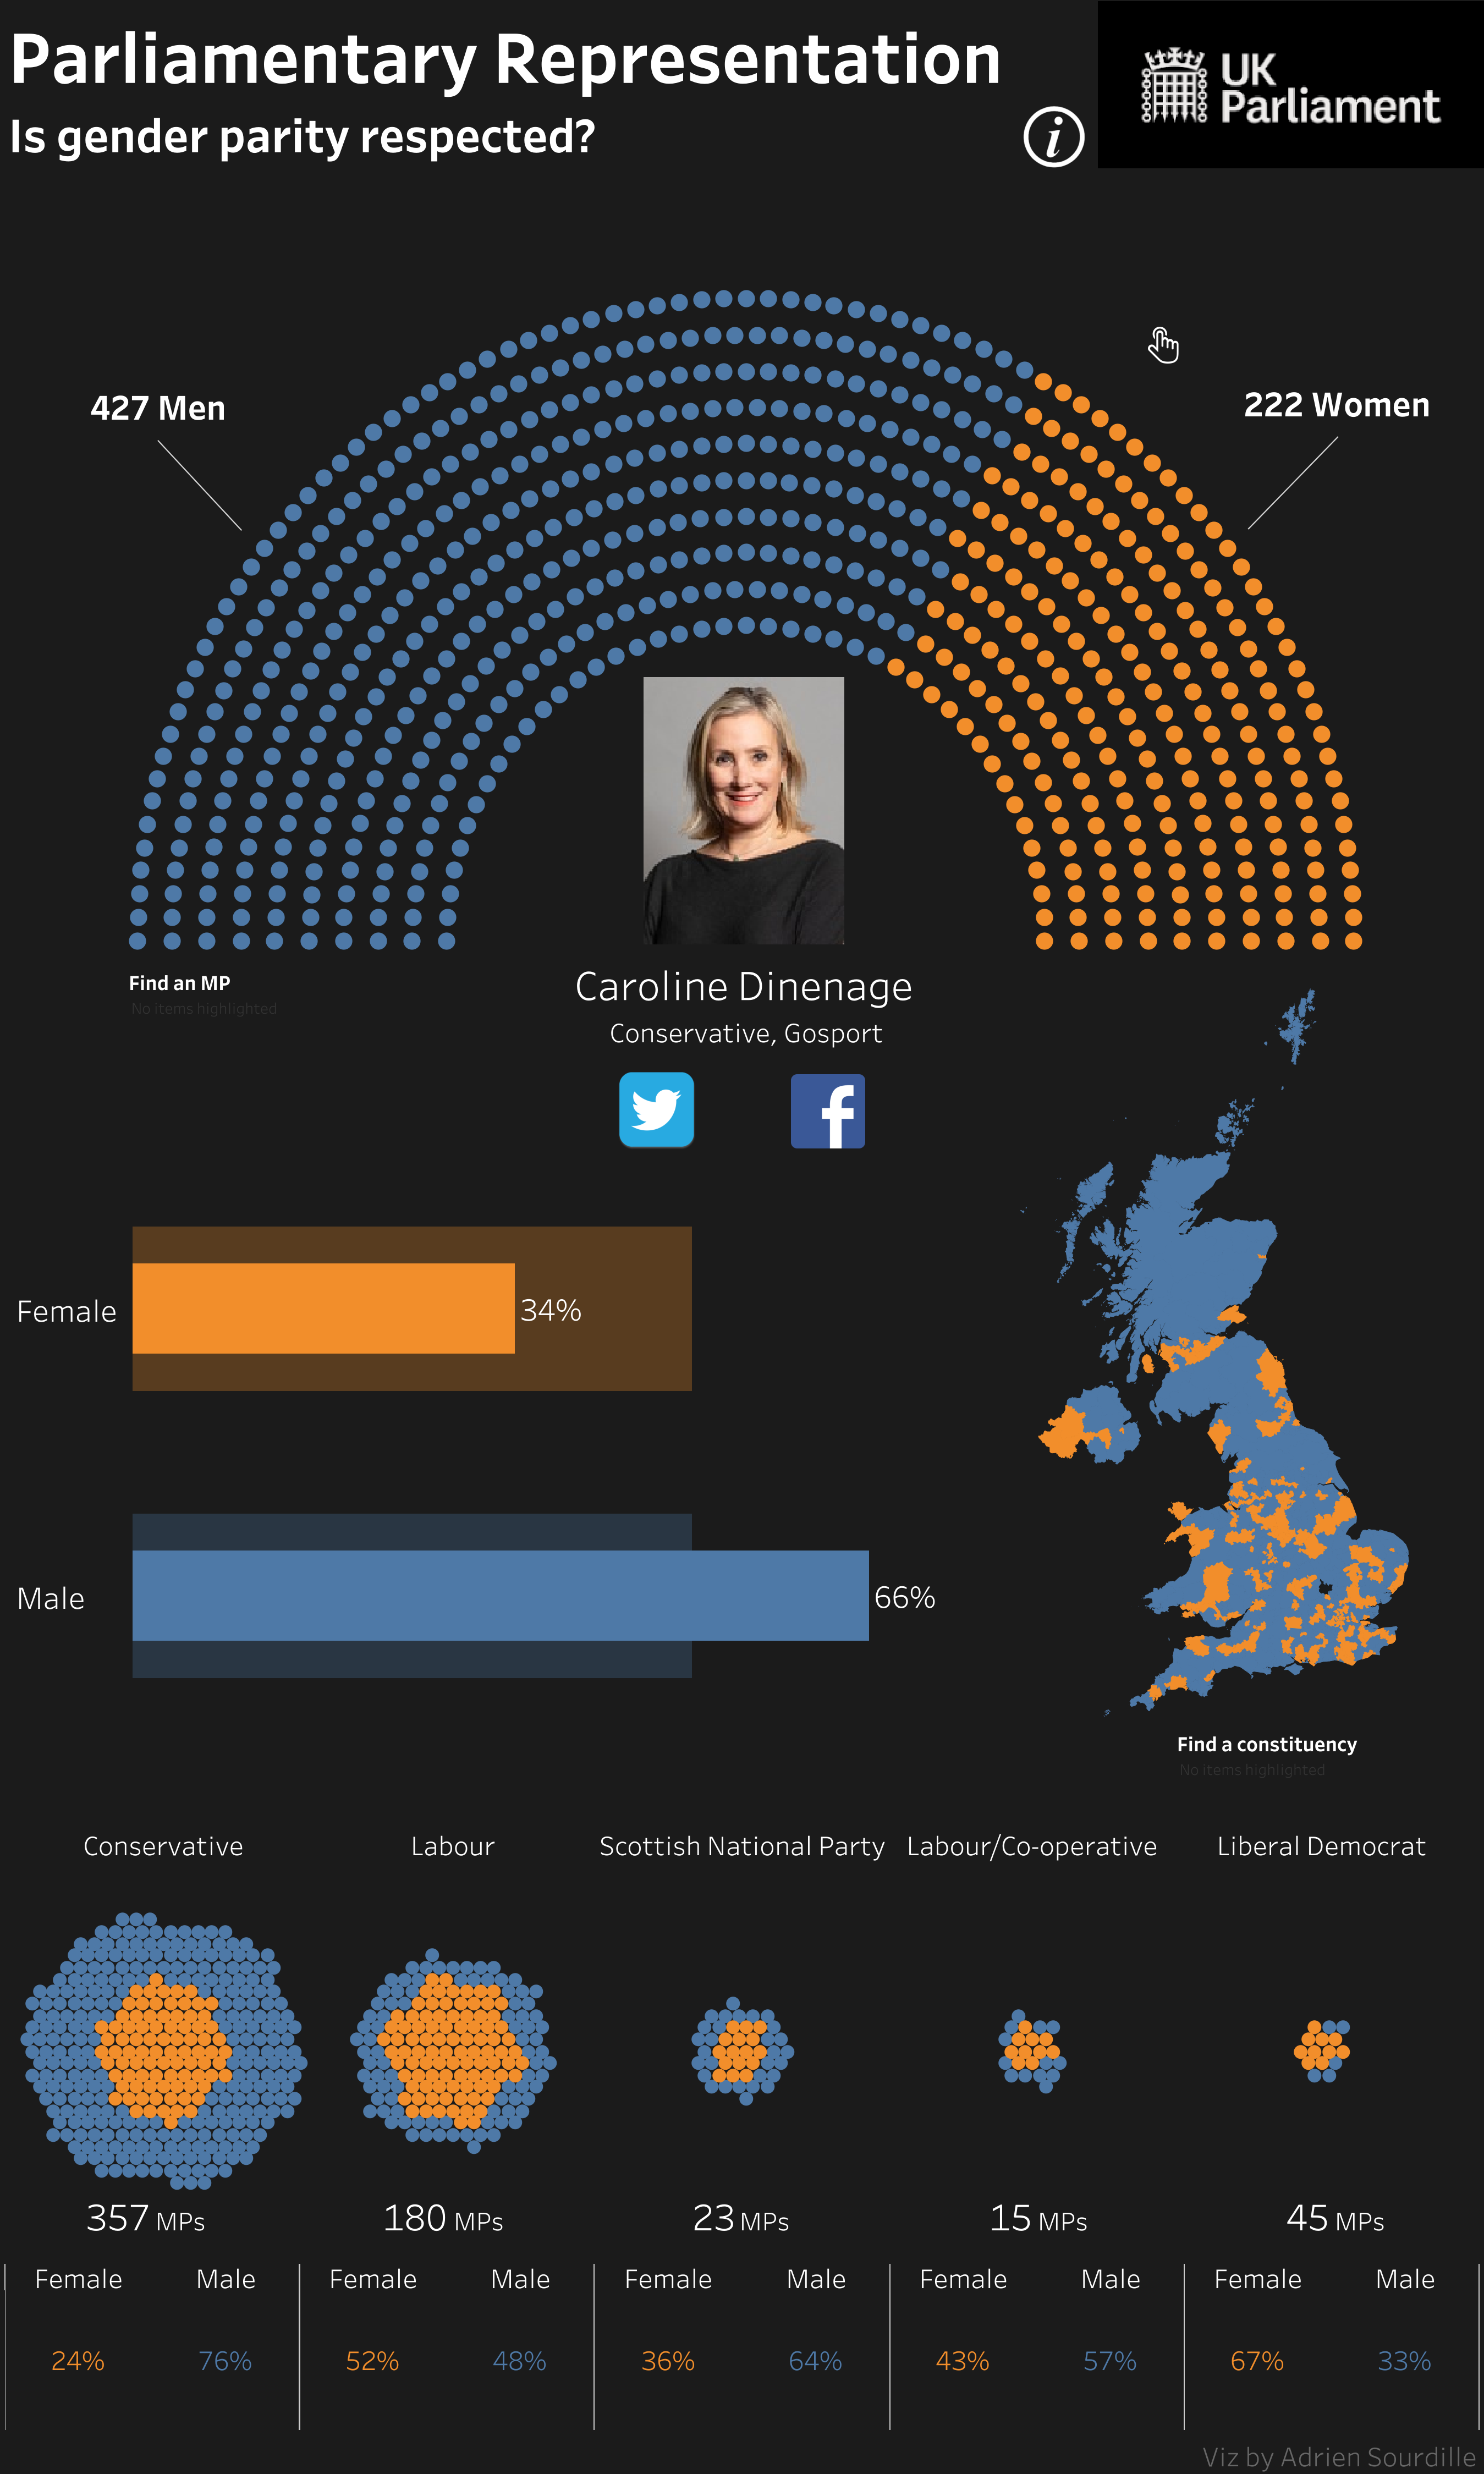 Parliamentary Representation
Is gender parity respected?
i
UK
Parliament
427 Men
222 Women
Find an MP
No items highlighted
Caroline Dinenage
Conservative, Gosport
f
Female
34%
Male
66%
Find a constituency
No items highlighted
Conservative Labour Scottish National Party Labour/Co-operative Liberal Democrat
357 MPs 180 MPs 23 MPs 15 MPs 45 MPs
Female Male Female Male Female Male Female Male Female Male
24% 76% 52% 48% 36% 64% 43% 57% 67% 33%
Viz by Adrien Sourdille